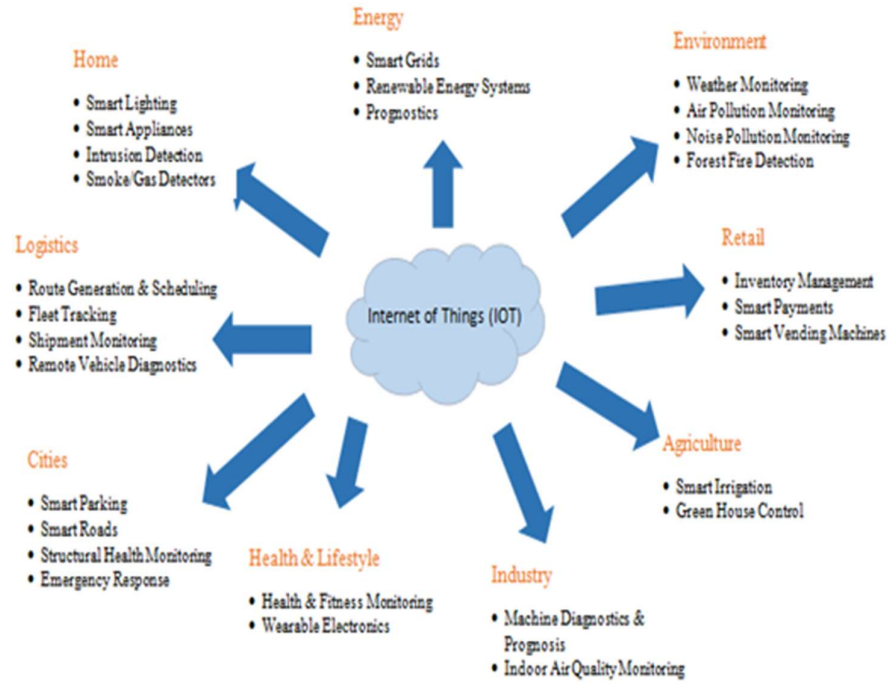 Energy
• Smart Grids
• Renewable Energy Systems
• Prognostics
Home
• Smart Lighting
• Smart Appliances
• Intrusion Detection
• Smoke/Gas Detectors
Environment
• Weather Monitoring
• Air Pollution Monitoring
• Noise Pollution Monitoring
• Forest Fire Detection
Logistics
• Route Generation & Scheduling
• Fleet Tracking
• Shipment Monitoring
• Remote Vehicle Diagnostics
Internet of Things (IOT)
Retail
• Inventory Management
• Smart Payments
• Smart Vending Machines
Cities
• Smart Parking
• Smart Roads
• Structural Health Monitoring
• Emergency Response
Health & Lifestyle
• Health & Fitness Monitoring
• Wearable Electronics
Industry
• Machine Diagnostics &
Prognosis
• Indoor Air Quality Monitoring
Agriculture
• Smart Irrigation
• Green House Control